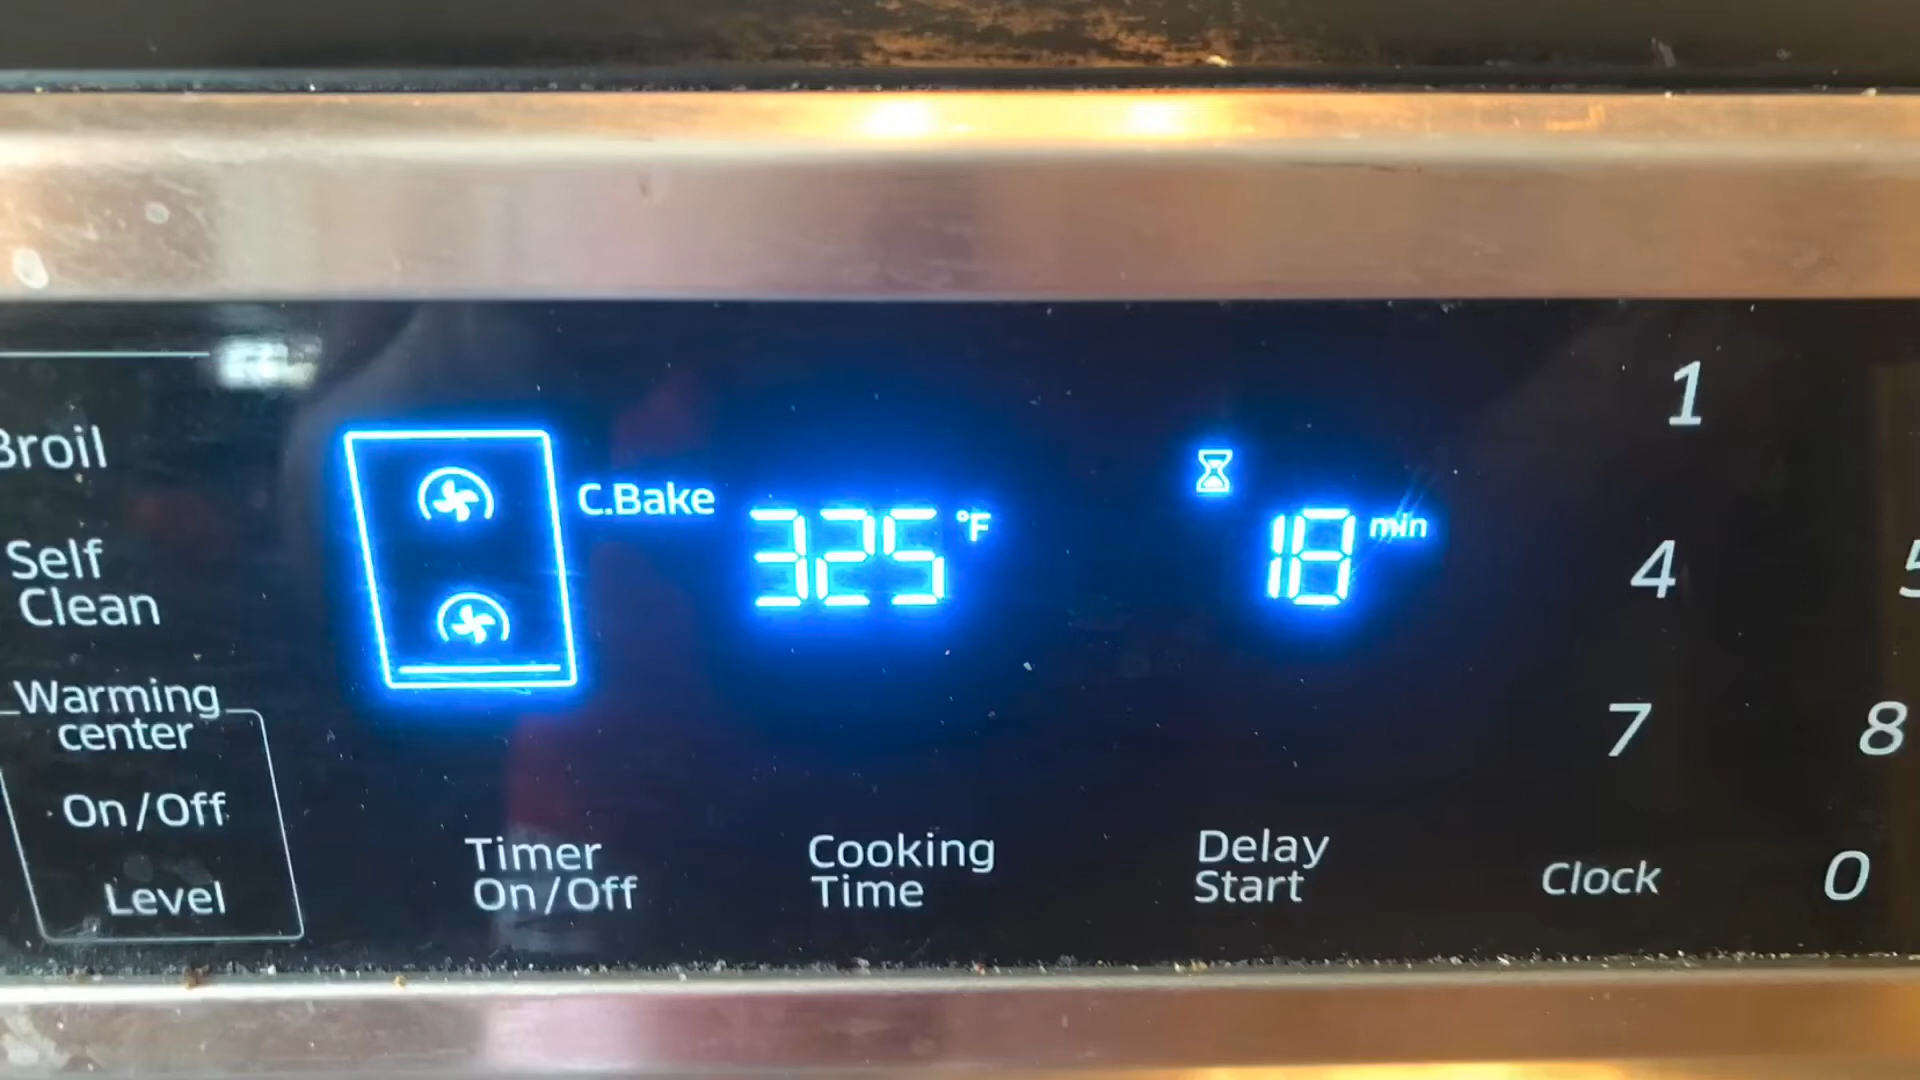 Broil
Self
Clean
Warming
center
On/Off
Level
C.Bake
325 °F
18 min
Timer
On/Off
Cooking
Time
Delay
Start
Clock
1
4 5
7 8
0